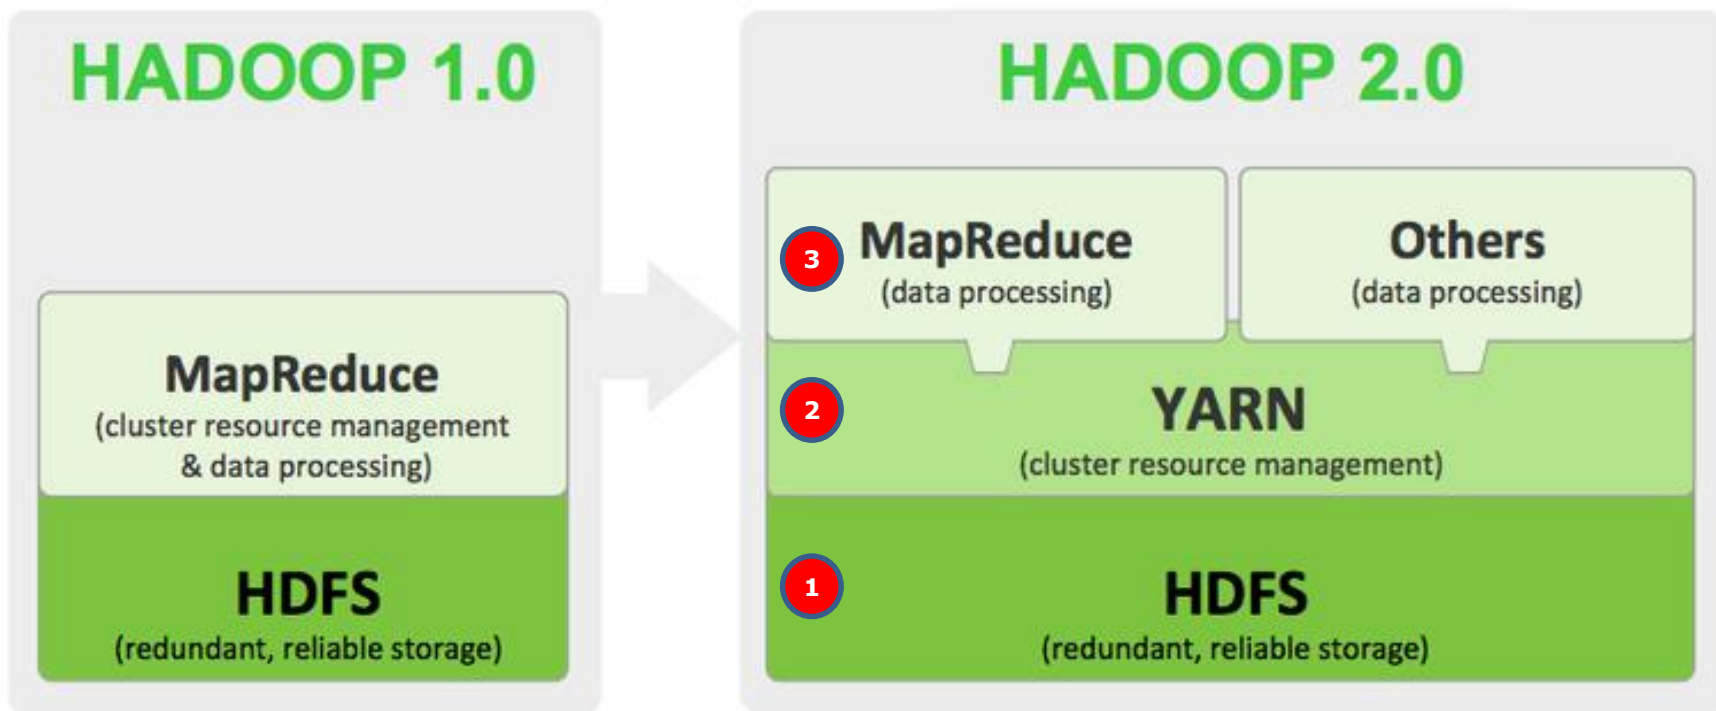 HADOOP 1.0
MapReduce
(cluster resource management
& data processing)
HDFS
(redundant, reliable storage)
HADOOP 2.0
3
MapReduce
(data processing)
Others
(data processing)
2
YARN
(cluster resource management)
1
HDFS
(redundant, reliable storage)